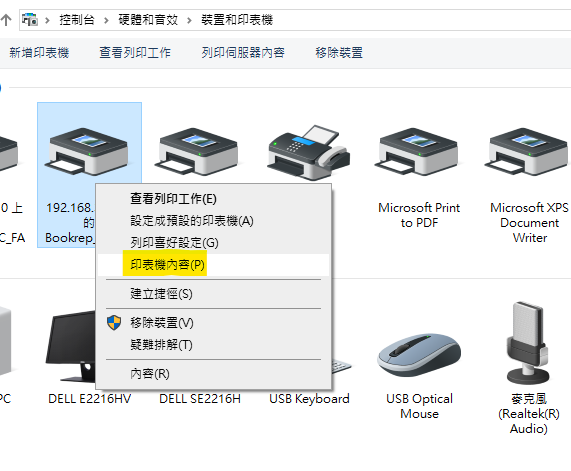 控制台 › 硬體和音效 › 裝置和印表機
新增印表機 查看列印工作 列印伺服器內容 移除裝置
0 上
C_FA
192.168.
的
Bookrep_
Microsoft Print
to PDF
Microsoft XPS
Document
Writer
查看列印工作(E)
設定成預設的印表機(A)
列印喜好設定(G)
印表機內容(P)
建立捷徑(S)
移除裝置(V)
疑難排解(T)
內容(R)
PC
DELL E2216HV
DELL SE2216H
USB Keyboard
USB Optical
Mouse
麥克風
(Realtek(R)
Audio)